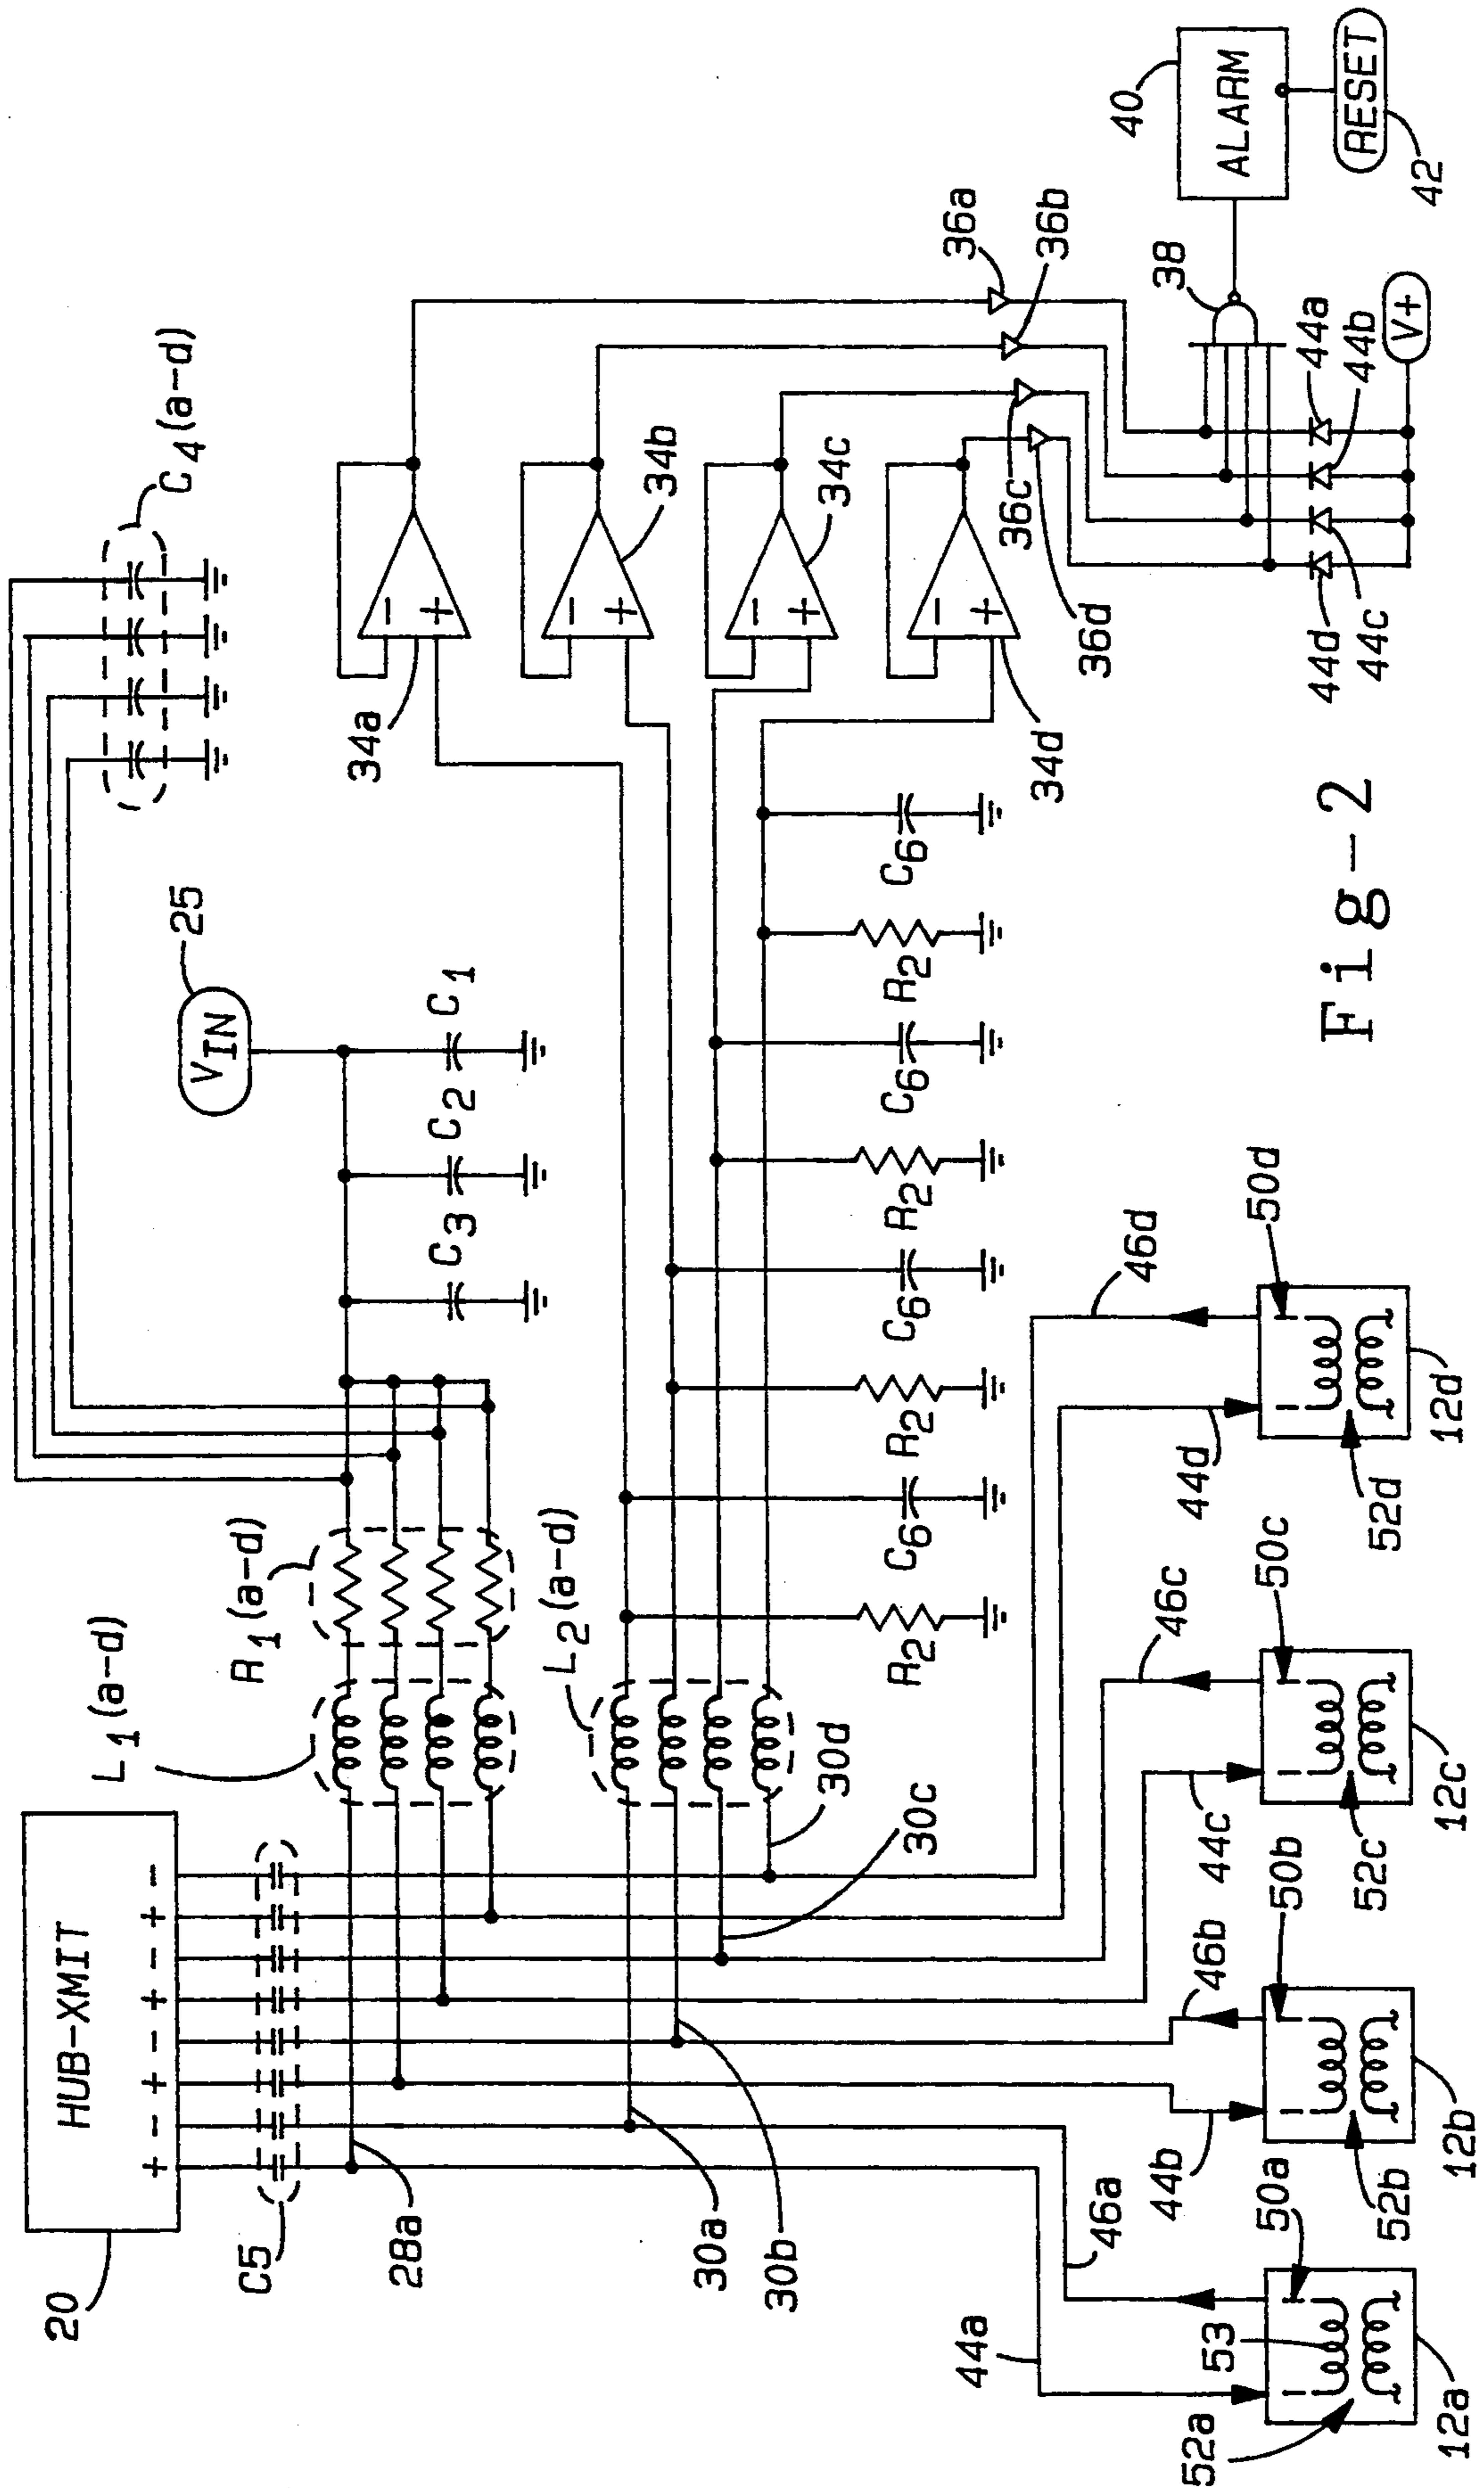 20
HUB-XMIT
+ - + - + - + -
C5
28a
30a
30b
30c
30d
L1(a-d)
R1(a-d)
L2(a-d)
VIN
25
C3
C2
C1
C4(a-d)
R2
C6
R2
C6
R2
C6
R2
C6
34a
- +
34b
- +
34c
- +
34d
- +
36a
36b
36c
36d
38
40
ALARM
RESET
42
44a
44b
44c
44d
V+
44a
46a
50a
52a
53
12a
44b
46b
50b
52b
12b
44c
46c
50c
52c
12c
44d
46d
50d
52d
12d
Fig-2